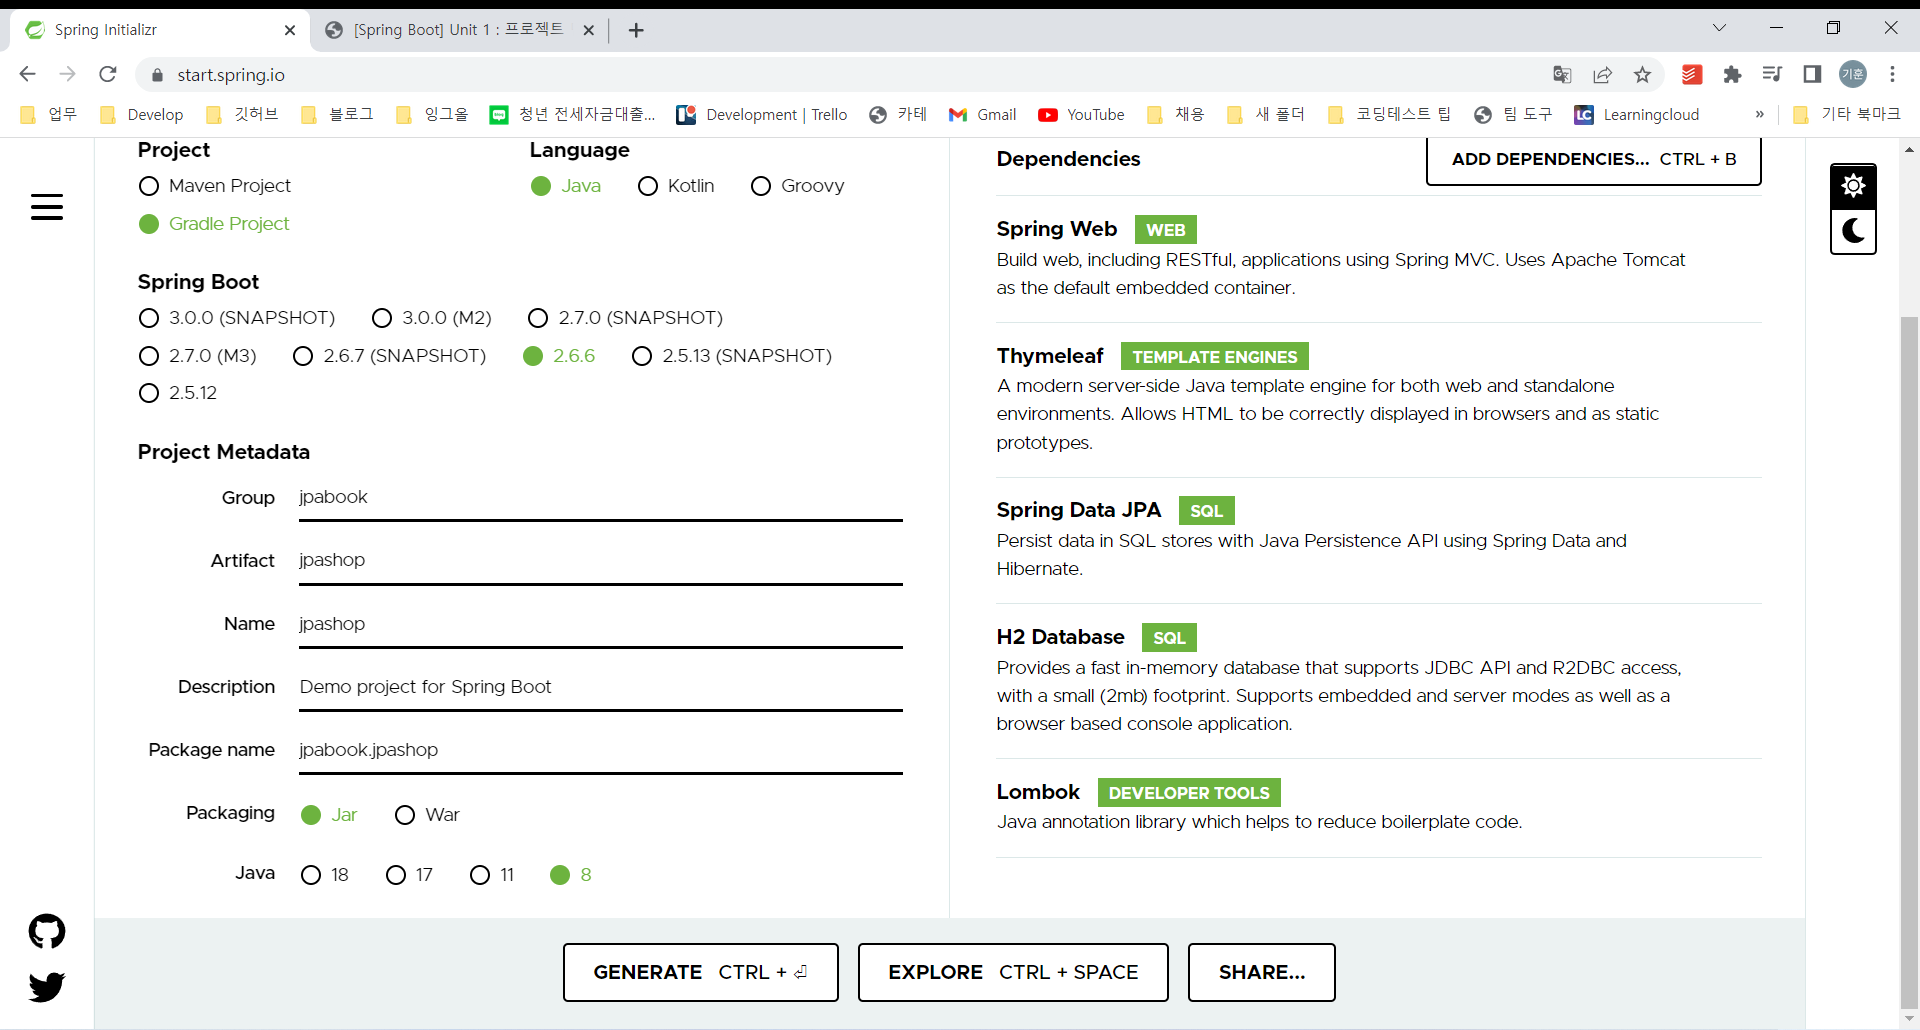 Spring Initializr
[Spring Boot] Unit 1 : 프로젝트
start.spring.io
기훈
업무 Develop 깃허브 블로그 잉그올 청년 전세자금대출... Development | Trello 카테 Gmail YouTube 채용 새 폴더 코딩테스트 팁 팀 도구 LC Learningcloud » 기타 북마크
Project
Maven Project
Gradle Project
Language
Java Kotlin Groovy
Spring Boot
3.0.0 (SNAPSHOT) 3.0.0 (M2) 2.7.0 (SNAPSHOT)
2.7.0 (M3) 2.6.7 (SNAPSHOT) 2.6.6 2.5.13 (SNAPSHOT)
2.5.12
Project Metadata
Group jpabook
Artifact jpashop
Name jpashop
Description Demo project for Spring Boot
Package name jpabook.jpashop
Packaging Jar War
Java 18 17 11 8
Dependencies
ADD DEPENDENCIES... CTRL + B
Spring Web WEB
Build web, including RESTful, applications using Spring MVC. Uses Apache Tomcat
as the default embedded container.
Thymeleaf TEMPLATE ENGINES
A modern server-side Java template engine for both web and standalone
environments. Allows HTML to be correctly displayed in browsers and as static
prototypes.
Spring Data JPA SQL
Persist data in SQL stores with Java Persistence API using Spring Data and
Hibernate.
H2 Database SQL
Provides a fast in-memory database that supports JDBC API and R2DBC access,
with a small (2mb) footprint. Supports embedded and server modes as well as a
browser based console application.
Lombok DEVELOPER TOOLS
Java annotation library which helps to reduce boilerplate code.
GENERATE CTRL + ⏎
EXPLORE CTRL + SPACE
SHARE...